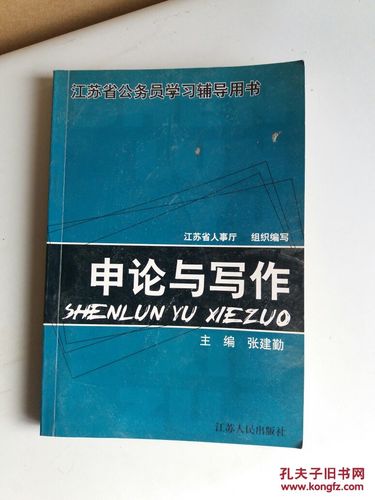 江苏省公务员学习辅导用书
江苏省人事厅 组织编写
申论与写作
SHENLUN YU XIEZUO
主 编 张建勤
江苏人民出版社
孔夫子旧书网
www.kongfz.com